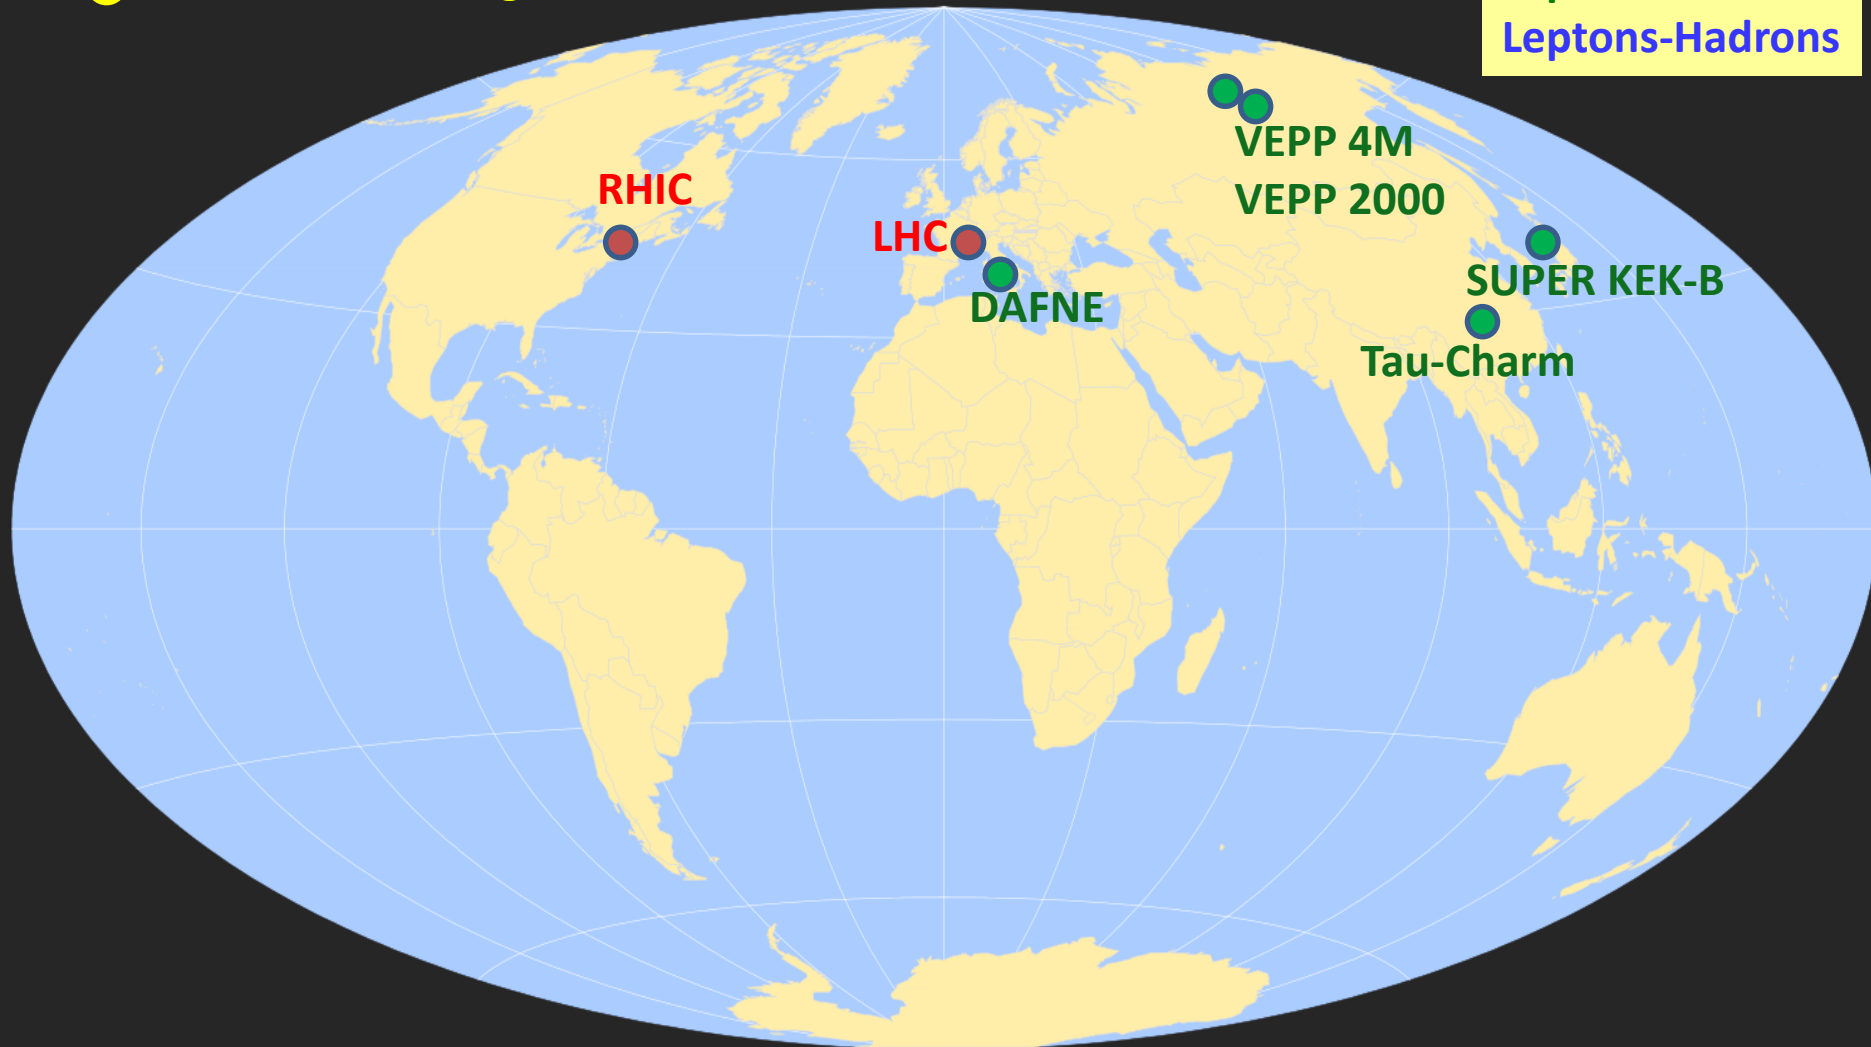 Leptons-Hadrons
VEPP 4M
VEPP 2000
RHIC
LHC
SUPER KEK-B
DAFNE
Tau-Charm